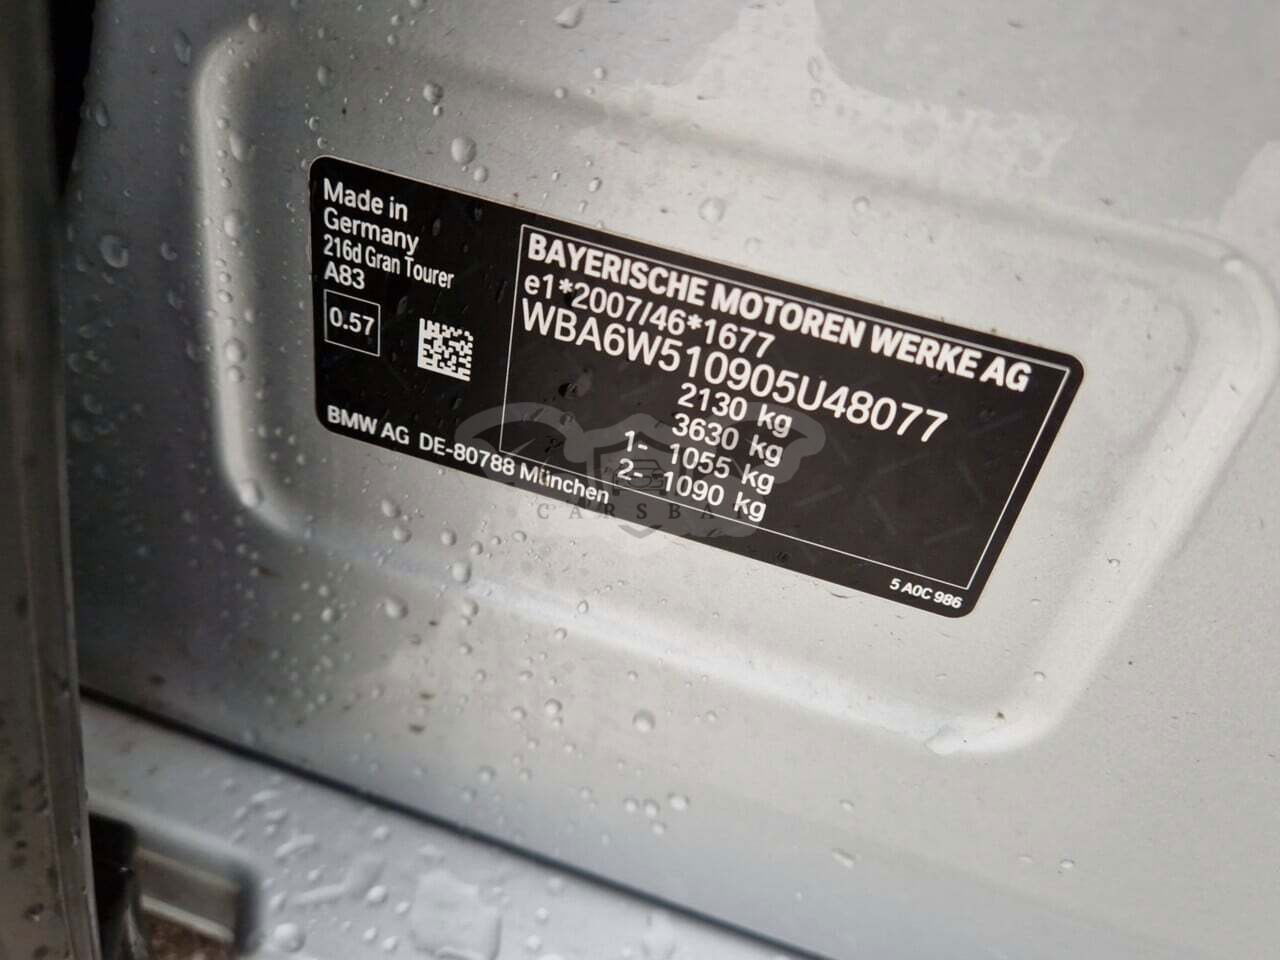 Made in
Germany
216d Gran Tourer
A83
0.57
BAYERISCHE MOTOREN WERKE AG
e1*2007/46*1677
WBA6W510905U48077
2130 kg
3630 kg
1- 1055 kg
2- 1090 kg
BMW AG DE-80788 München
5 A0C 986
CARSBAT